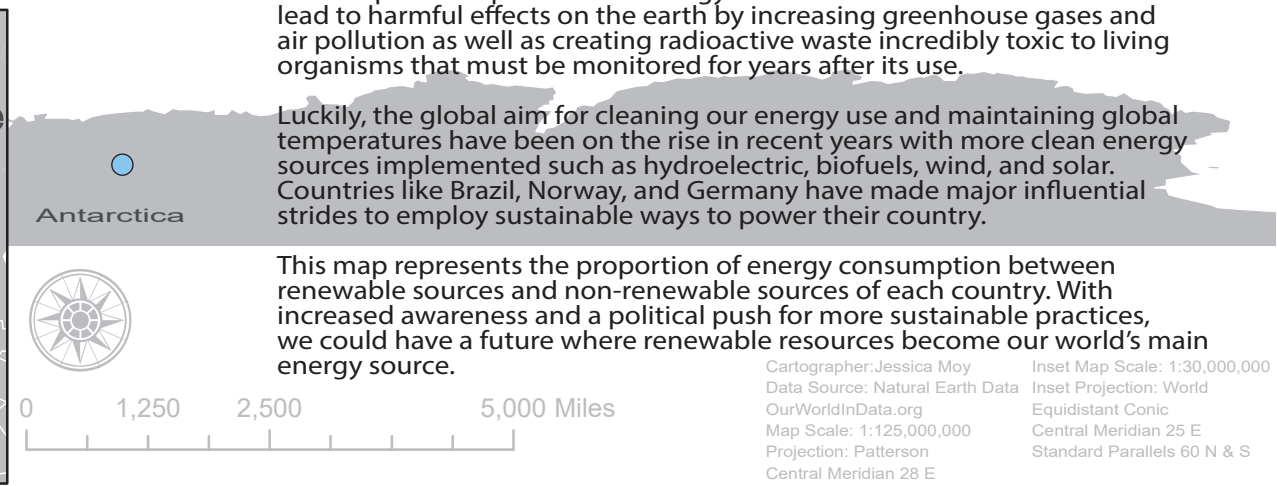 lead to harmful effects on the earth by increasing greenhouse gases and
air pollution as well as creating radioactive waste incredibly toxic to living
organisms that must be monitored for years after its use.
Luckily, the global aim for cleaning our energy use and maintaining global
temperatures have been on the rise in recent years with more clean energy
sources implemented such as hydroelectric, biofuels, wind, and solar.
Countries like Brazil, Norway, and Germany have made major influential
strides to employ sustainable ways to power their country.
Antarctica
This map represents the proportion of energy consumption between
renewable sources and non-renewable sources of each country. With
increased awareness and a political push for more sustainable practices,
we could have a future where renewable resources become our world's main
energy source.
0 1,250 2,500 5,000 Miles
Cartographer:Jessica Moy
Data Source: Natural Earth Data
OurWorldInData.org
Map Scale: 1:125,000,000
Projection: Patterson
Central Meridian 28 E
Inset Map Scale: 1:30,000,000
Inset Projection: World
Equidistant Conic
Central Meridian 25 E
Standard Parallels 60 N & S